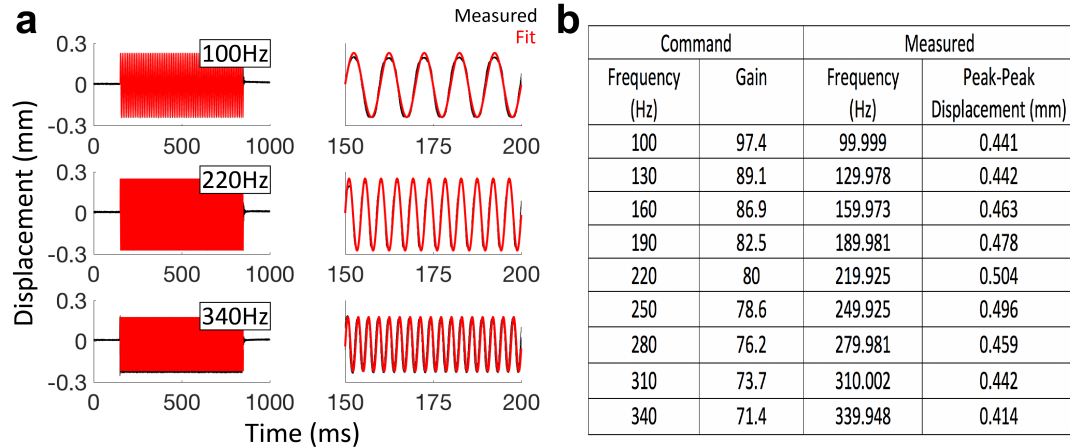 a
Measured
Fit
Displacement (mm)
0.3
0
-0.3
100Hz
0 500 1000
150 175 200
0.3
0
-0.3
220Hz
0 500 1000
150 175 200
0.3
0
-0.3
340Hz
0 500 1000
150 175 200
Time (ms)
b
Command Measured
Frequency Gain Frequency Peak-Peak
(Hz) (Hz) Displacement (mm)
100 97.4 99.999 0.441
130 89.1 129.978 0.442
160 86.9 159.973 0.463
190 82.5 189.981 0.478
220 80 219.925 0.504
250 78.6 249.925 0.496
280 76.2 279.981 0.459
310 73.7 310.002 0.442
340 71.4 339.948 0.414